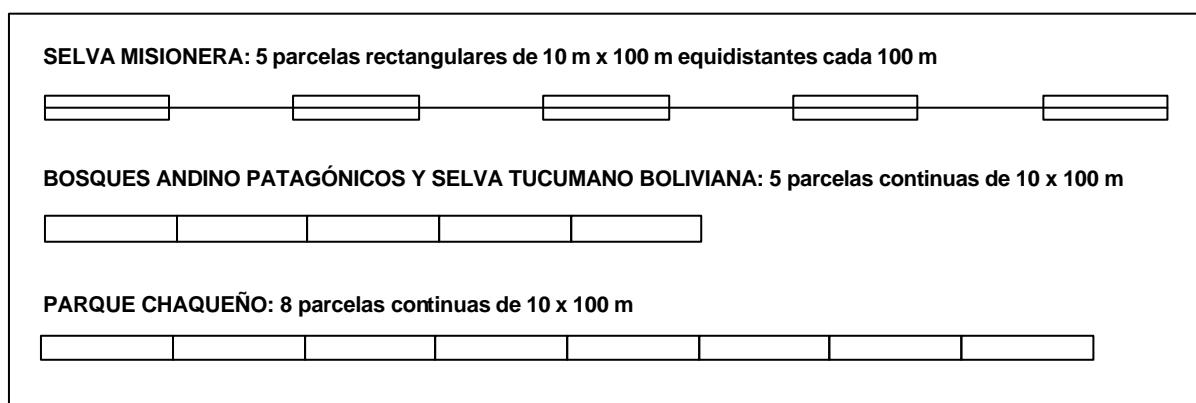 SELVA MISIONERA: 5 parcelas rectangulares de 10 m x 100 m equidistantes cada 100 m
BOSQUES ANDINO PATAGÓNICOS Y SELVA TUCUMANO BOLIVIANA: 5 parcelas continuas de 10 x 100 m
PARQUE CHAQUEÑO: 8 parcelas continuas de 10 x 100 m